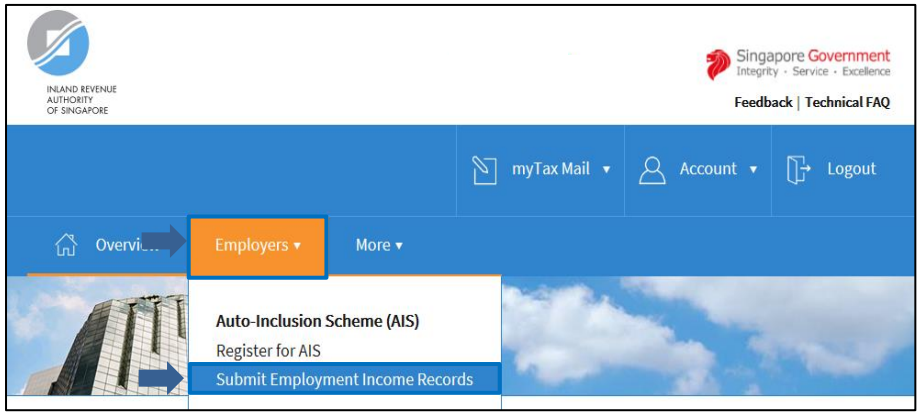 INLAND REVENUE
AUTHORITY
OF SINGAPORE
Singapore Government
Integrity · Service · Excellence
Feedback | Technical FAQ
myTax Mail ▾
Account ▾
Logout
Employers ▾
More ▾
Auto-Inclusion Scheme (AIS)
Register for AIS
Submit Employment Income Records